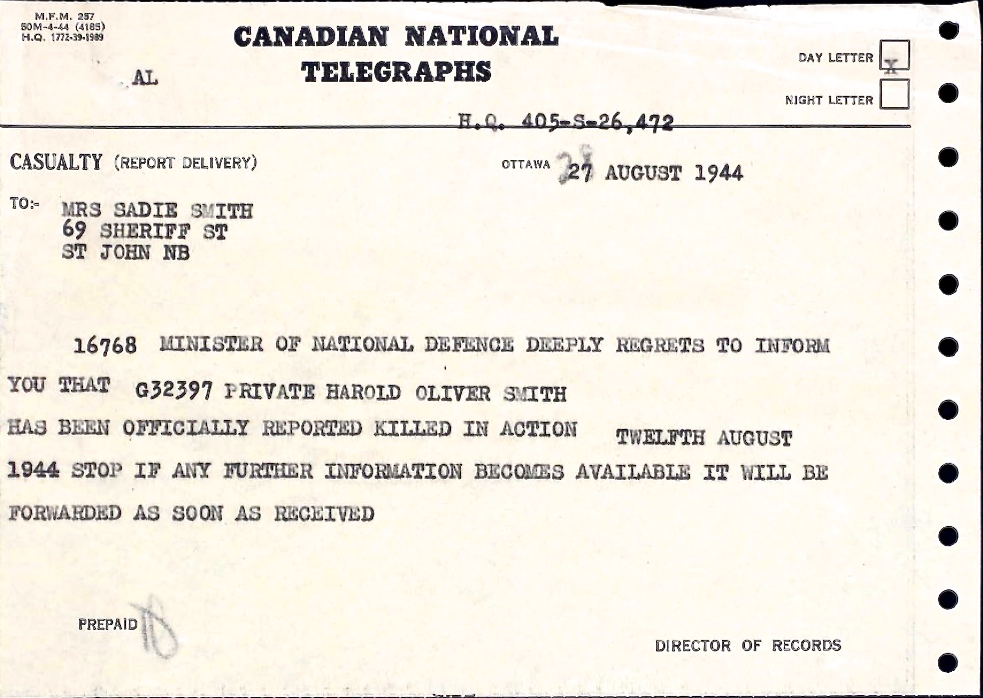 M.F.M. 257
50M-4-44 (4185)
H.Q. 1772-39-1989
CANADIAN NATIONAL
TELEGRAPHS
AL
DAY LETTER X
NIGHT LETTER
H.Q. 405-S-26,472
CASUALTY (REPORT DELIVERY)
OTTAWA 27 AUGUST 1944
TO:- MRS SADIE SMITH
69 SHERIFF ST
ST JOHN NB
16768 MINISTER OF NATIONAL DEFENCE DEEPLY REGRETS TO INFORM
YOU THAT G32397 PRIVATE HAROLD OLIVER SMITH
HAS BEEN OFFICIALLY REPORTED KILLED IN ACTION TWELFTH AUGUST
1944 STOP IF ANY FURTHER INFORMATION BECOMES AVAILABLE IT WILL BE
FORWARDED AS SOON AS RECEIVED
PREPAID
DIRECTOR OF RECORDS